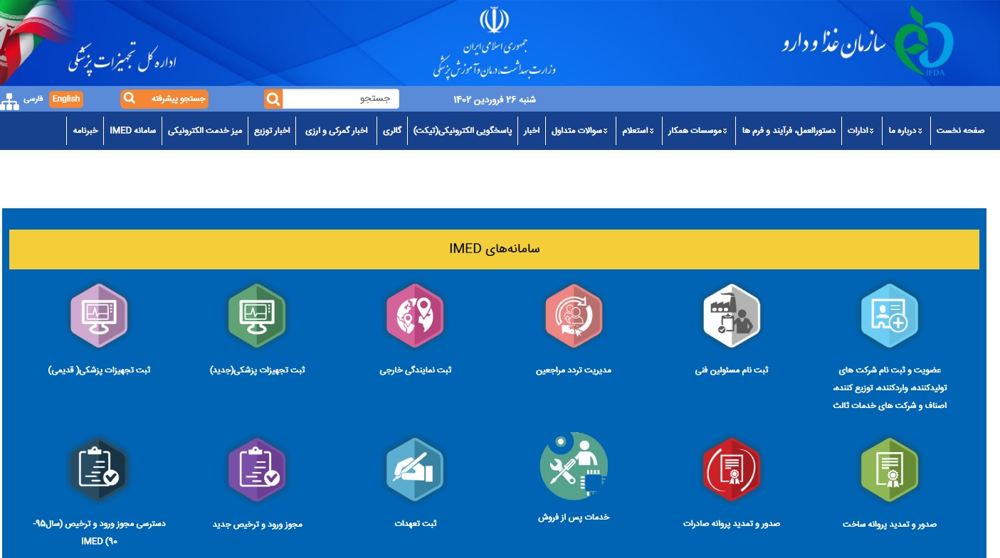 سازمان غذا و دارو
IFDA
جمهوری اسلامی ایران
وزارت بهداشت، درمان و آموزش پزشکی
اداره کل تجهیزات پزشکی
شنبه ۲۶ فروردین ۱۴۰۲
جستجو
جستجو پیشرفته
English
فارسی
صفحه نخست
درباره ما
ادارات
دستورالعمل، فرآیند و فرم ها
موسسات همکار
استعلام
سوالات متداول
اخبار
پاسخگویی الکترونیکی(تیکت)
گالری
اخبار گمرکی و ارزی
اخبار توزیع
میز خدمت الکترونیکی
سامانه IMED
خبرنامه
سامانه‌های IMED
عضویت و ثبت نام شرکت های
تولیدکننده، واردکننده، توزیع کننده،
اصناف و شرکت های خدمات ثالث
ثبت نام مسئولین فنی
مدیریت تردد مراجعین
ثبت نمایندگی خارجی
ثبت تجهیزات پزشکی(جدید)
ثبت تجهیزات پزشکی( قدیمی)
صدور و تمدید پروانه ساخت
صدور و تمدید پروانه صادرات
خدمات پس از فروش
ثبت تعهدات
مجوز ورود و ترخیص جدید
دسترسی مجوز ورود و ترخیص (سال۹۵-
۹۰) IMED